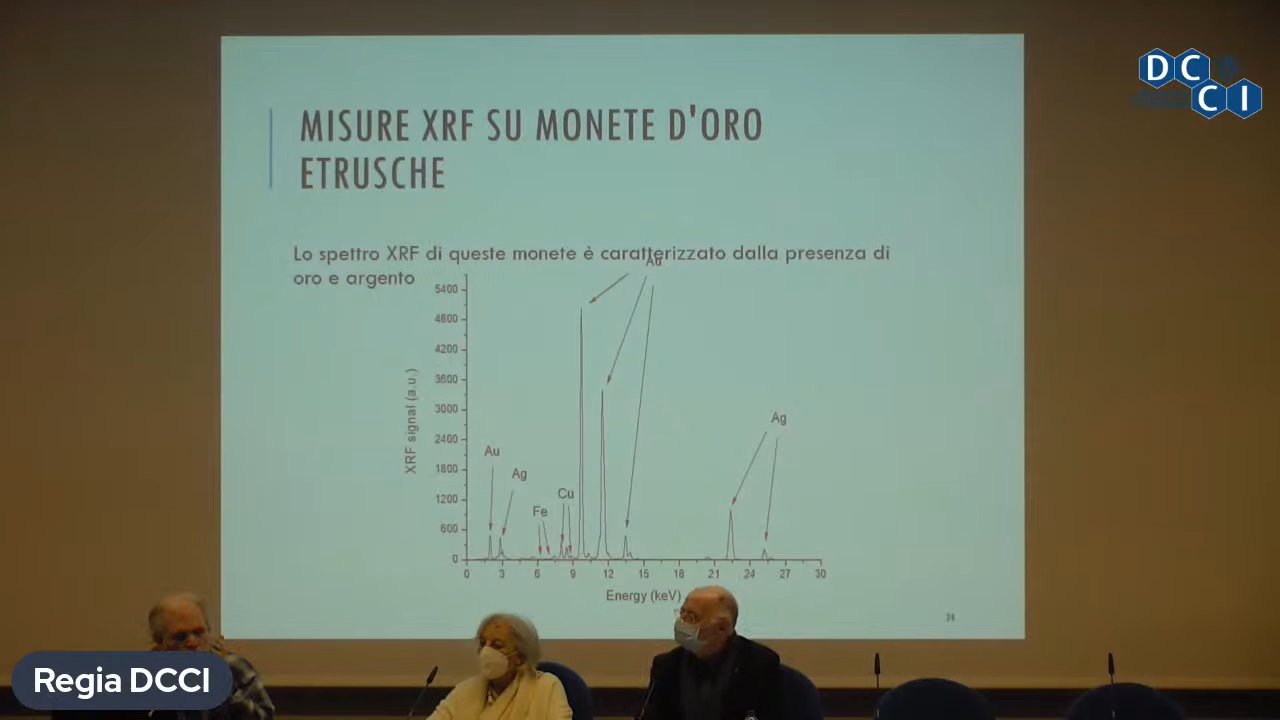 DC
CI
MISURE XRF SU MONETE D'ORO
ETRUSCHE
Lo spettro XRF di queste monete è caratterizzato dalla presenza di
oro e argento
Au
5400
4800
4200
3600
3000
2400
1800
1200
600
0
XRF signal (a.u.)
Au
Ag
Fe
Cu
Ag
0 3 6 9 12 15 18 21 24 27 30
Energy (keV)
Regia DCCI